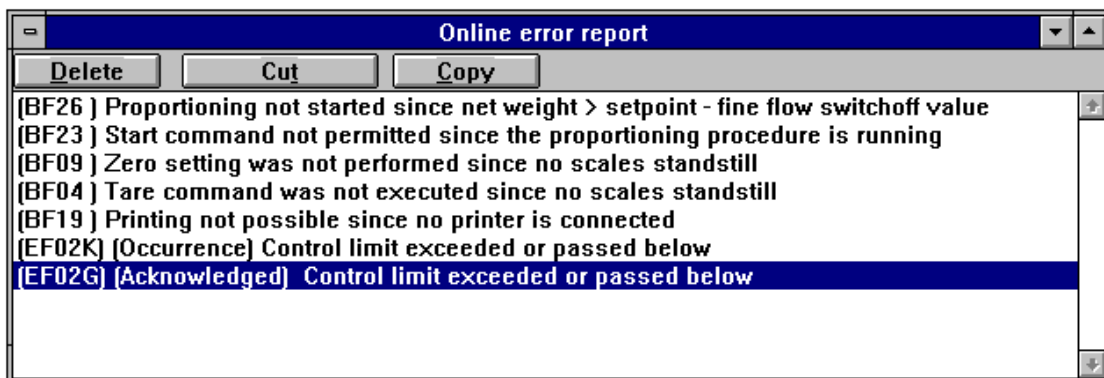 Online error report
Delete Cut Copy
(BF26 ) Proportioning not started since net weight > setpoint - fine flow switchoff value
(BF23 ) Start command not permitted since the proportioning procedure is running
(BF09 ) Zero setting was not performed since no scales standstill
(BF04 ) Tare command was not executed since no scales standstill
(BF19 ) Printing not possible since no printer is connected
(EF02K) (Occurrence) Control limit exceeded or passed below
(EF02G) (Acknowledged)  Control limit exceeded or passed below